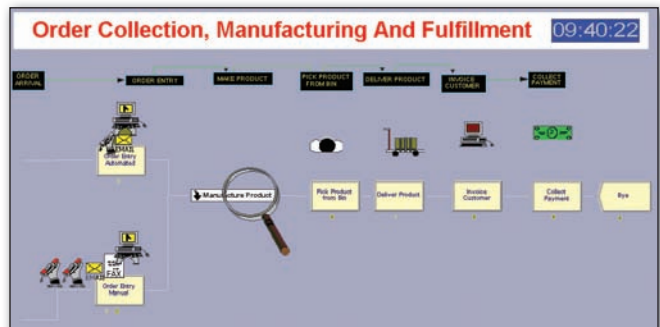 Order Collection, Manufacturing And Fulfillment 09:40:22
ORDER
ARRIVAL
ORDER ENTRY
MAKE PRODUCT
PICK PRODUCT
FROM BIN
DELIVER PRODUCT
INVOICE
CUSTOMER
COLLECT
PAYMENT
EMAIL
Order Entry
Automated
Manufacture Product
Pick Product
from Bin
Deliver Product
Invoice
Customer
Collect
Payment
Bye
EMAIL
FAX
Order Entry
Manual